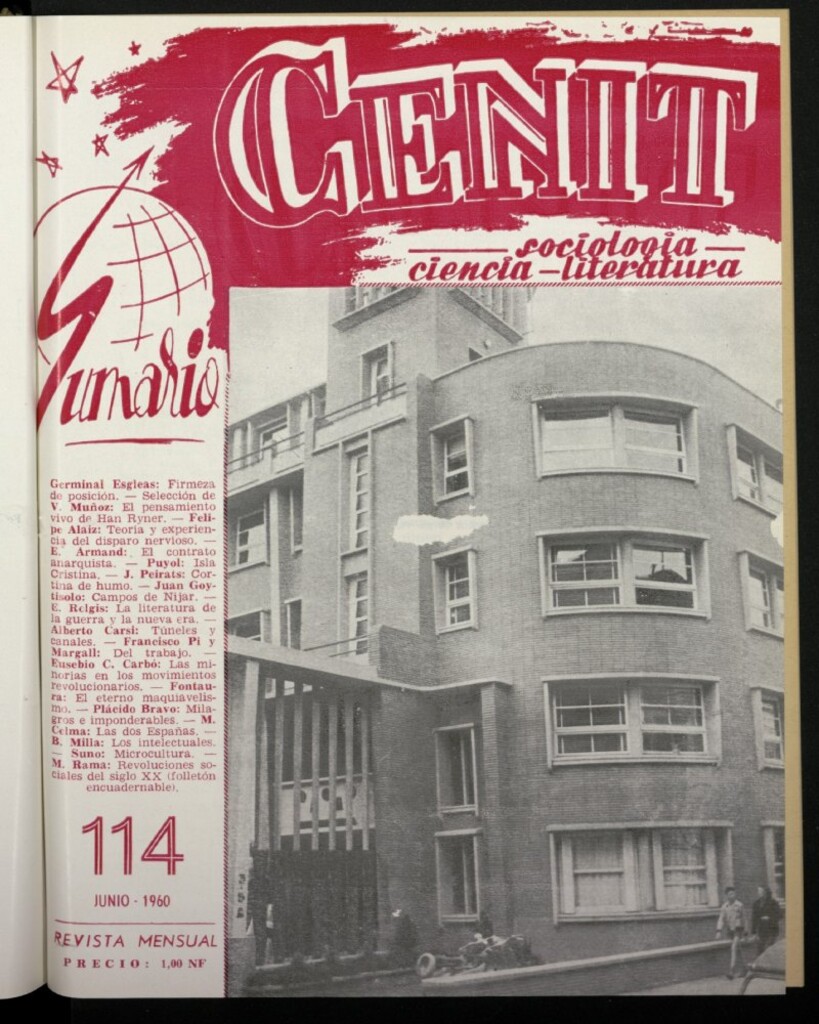 CENIT
sociologia
ciencia – literatura
Sumario
Germinal Esgleas: Firmeza
de posición. — Selección de
V. Muñoz: El pensamiento
vivo de Han Ryner. — Feli-
pe Alaiz: Teoria y experien-
cia del disparo nervioso. —
E. Armand: El contrato
anarquista. — Puyol: Isla
Cristina. — J. Peirats: Cor-
tina de humo. — Juan Goy-
tisolo: Campos de Nijar. —
E. Relgis: La literatura de
la guerra y la nueva era. —
Alberto Carsi: Túneles y
canales. — Francisco Pi y
Margall: Del trabajo. —
Eusebio C. Carbó: Las mi-
norias en los movimientos
revolucionarios. — Fontau-
ra: El eterno maquiavelis-
mo. — Plácido Bravo: Mila-
gros e imponderables. — M.
Celma: Las dos Españas. —
B. Milla: Los intelectuales.
— Suno: Microcultura. —
M. Rama: Revoluciones so-
ciales del siglo XX (folletón
encuadernable).
114
JUNIO - 1960
REVISTA MENSUAL
PRECIO: 1,00 NF